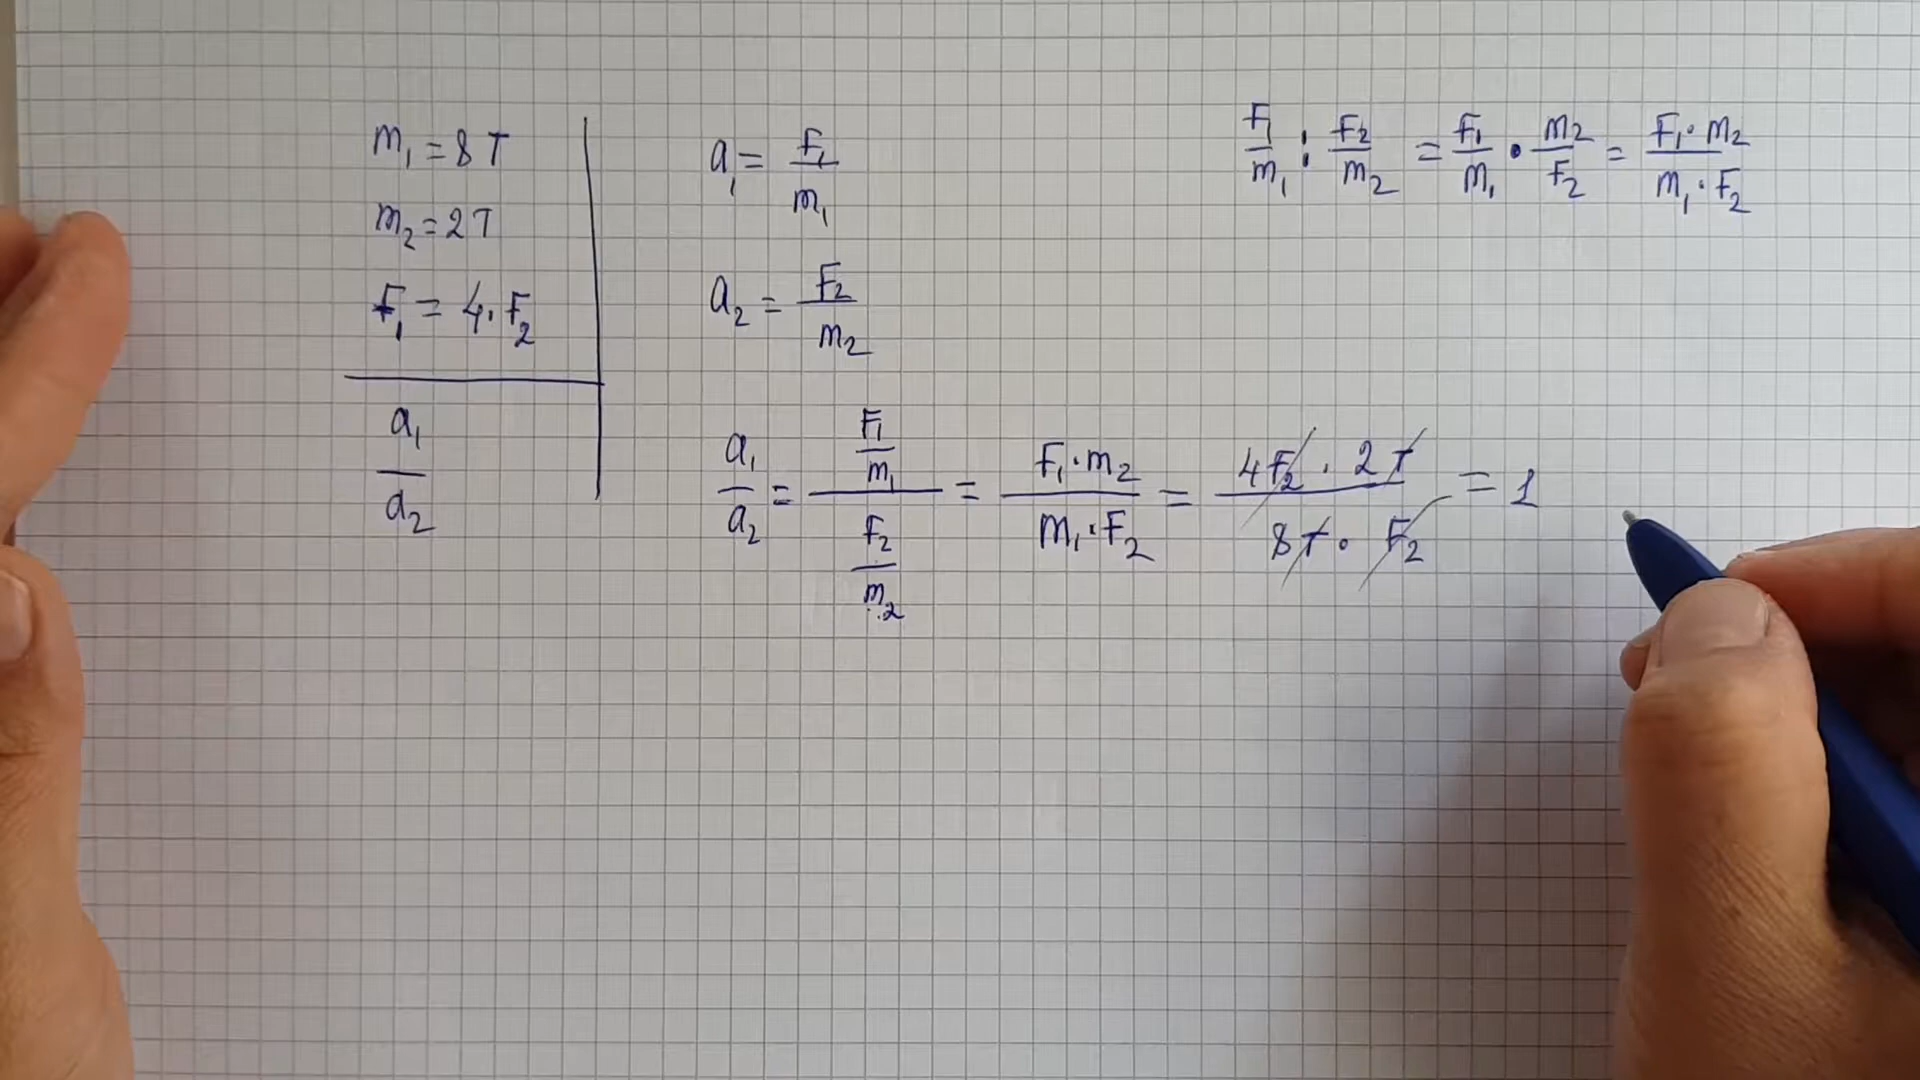 m₁ = 8 т
m₂ = 2 т
F₁ = 4 · F₂
a₁/a₂
a₁ = F₁/m₁
a₂ = F₂/m₂
a₁/a₂ = (F₁/m₁)/(F₂/m₂) = (F₁·m₂)/(m₁·F₂) = (4F₂ · 2т)/(8т · F₂) = 1
F₁/m₁ : F₂/m₂ = F₁/m₁ · m₂/F₂ = (F₁·m₂)/(m₁·F₂)